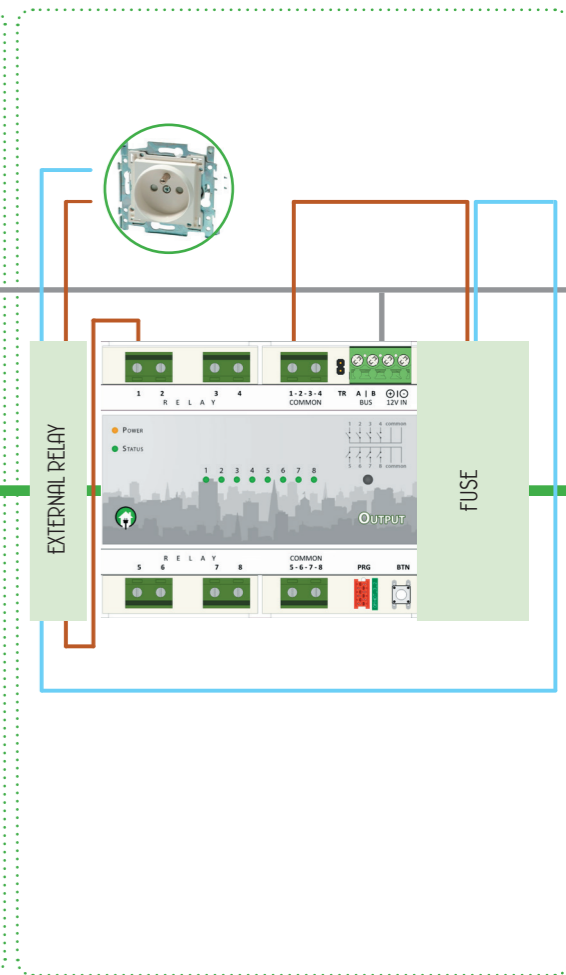 1 2 3 4 1-2-3-4 TR A | B ⊕|⊖
R E L A Y COMMON BUS 12V IN
POWER
STATUS
1 2 3 4 common
5 6 7 8 common
1 2 3 4 5 6 7 8
OUTPUT
R E L A Y COMMON
5 6 7 8 5-6-7-8 PRG BTN
EXTERNAL RELAY
FUSE